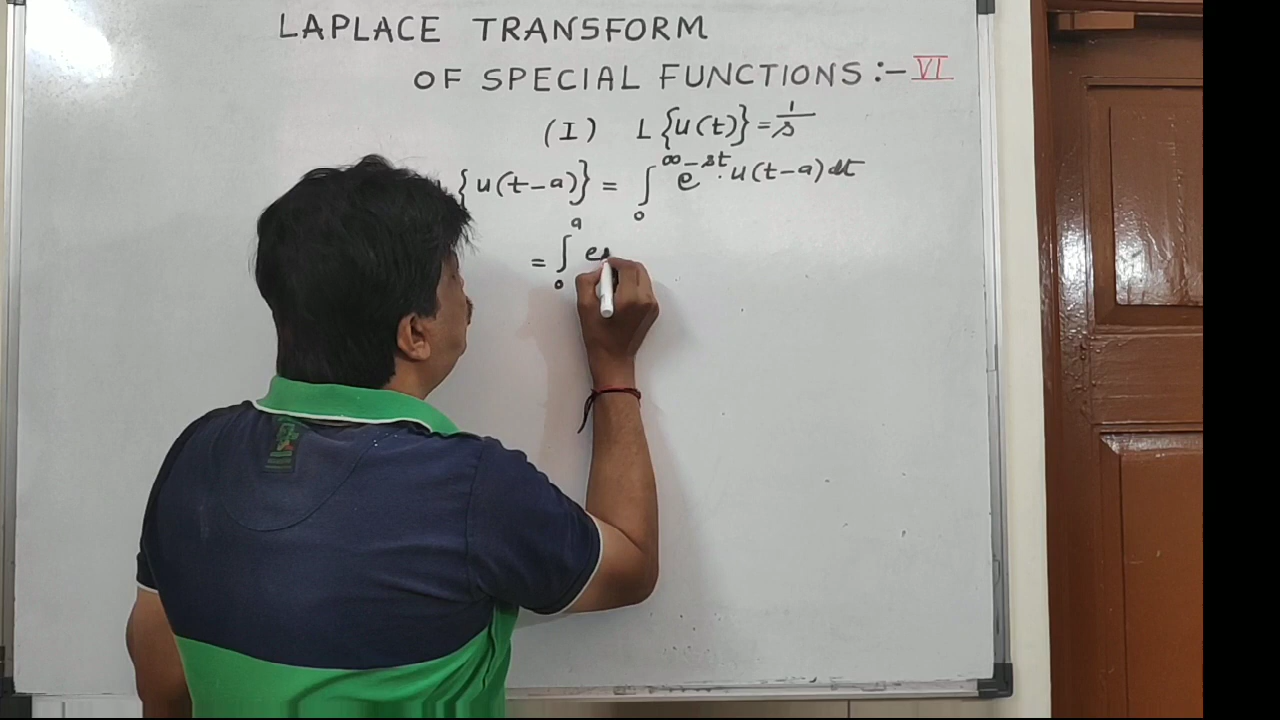 LAPLACE TRANSFORM
OF SPECIAL FUNCTIONS :- VI
(I) L{u(t)} = 1/s
{u(t-a)} = ∫₀^∞ e^{-st}. u(t-a) dt
= ∫₀^a e